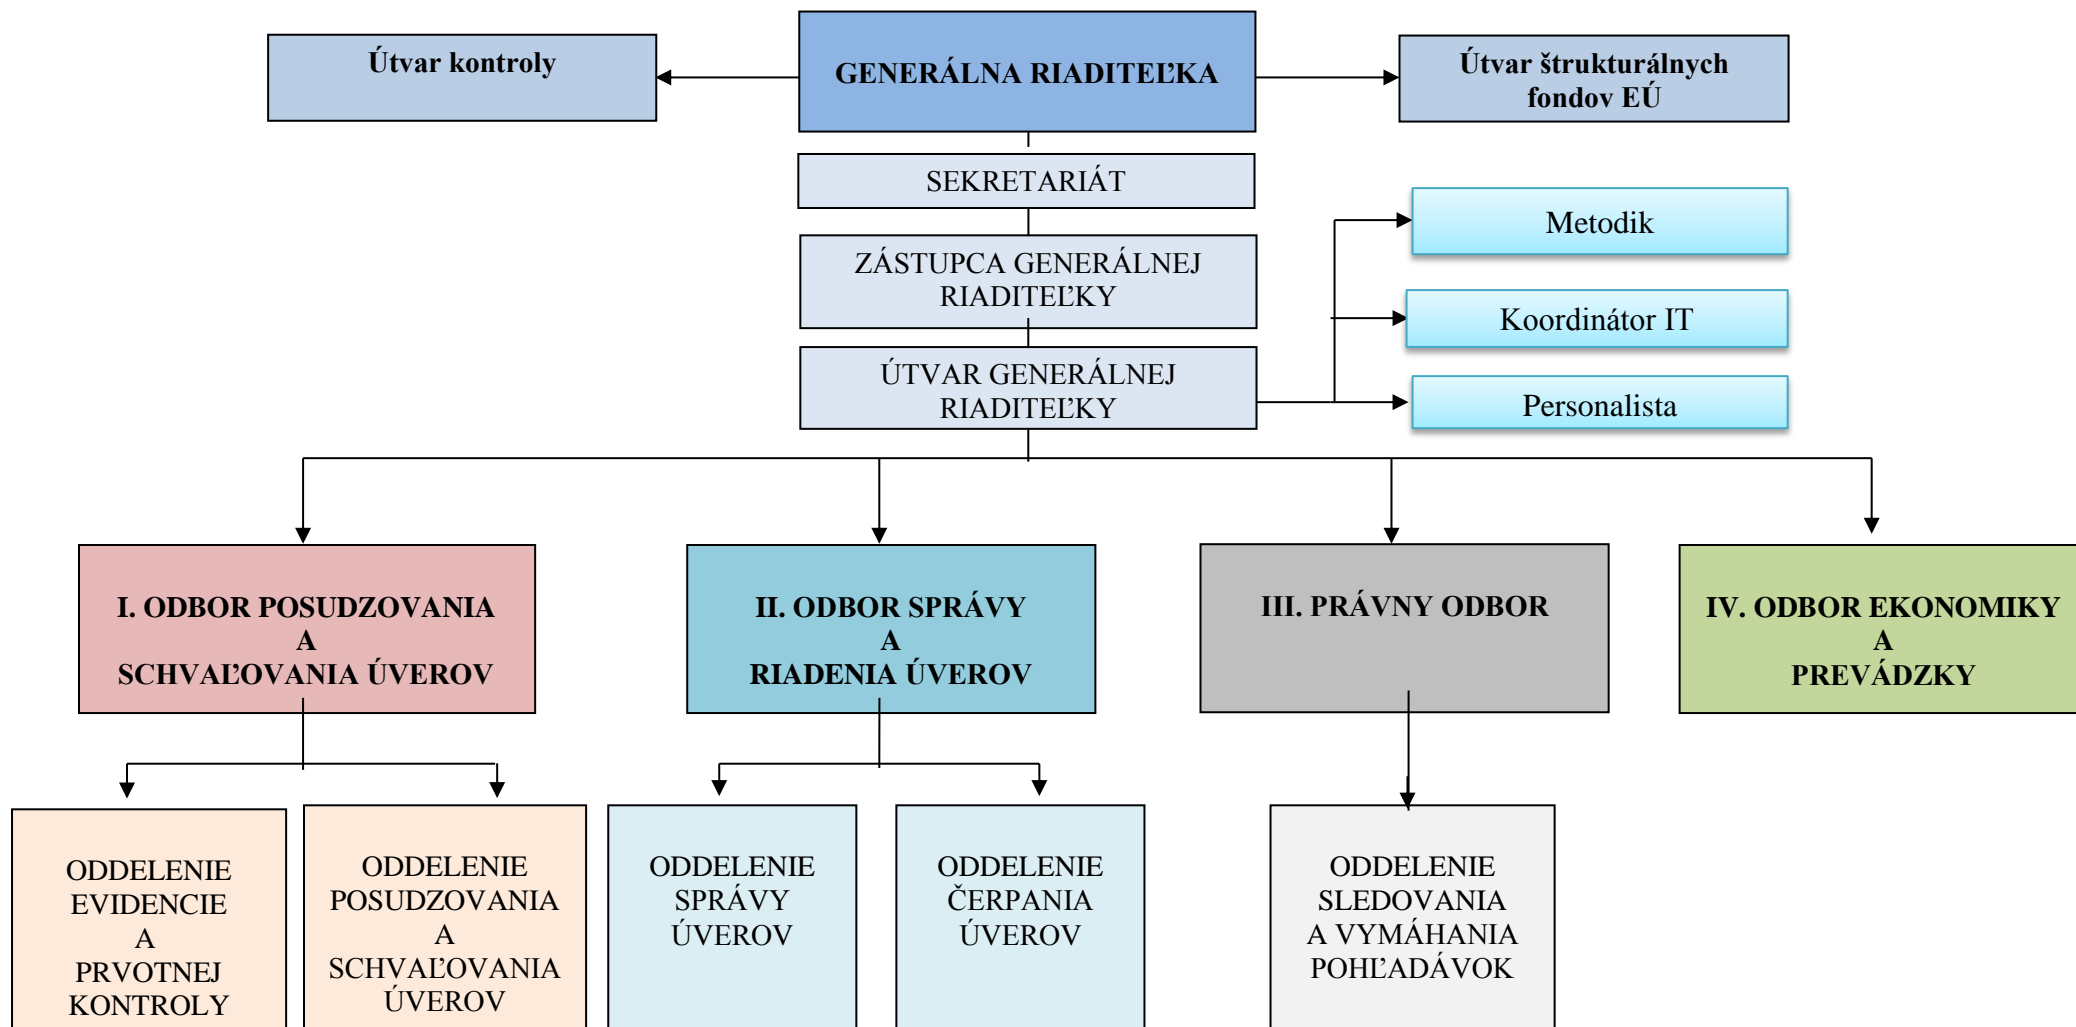 Útvar kontroly
GENERÁLNA RIADITEĽKA
Útvar štrukturálnych
fondov EÚ
SEKRETARIÁT
ZÁSTUPCA GENERÁLNEJ
RIADITEĽKY
ÚTVAR GENERÁLNEJ
RIADITEĽKY
Metodik
Koordinátor IT
Personalista
I. ODBOR POSUDZOVANIA
A
SCHVAĽOVANIA ÚVEROV
II. ODBOR SPRÁVY
A
RIADENIA ÚVEROV
III. PRÁVNY ODBOR
IV. ODBOR EKONOMIKY
A
PREVÁDZKY
ODDELENIE
EVIDENCIE
A
PRVOTNEJ
KONTROLY
ODDELENIE
POSUDZOVANIA
A
SCHVAĽOVANIA
ÚVEROV
ODDELENIE
SPRÁVY
ÚVEROV
ODDELENIE
ČERPANIA
ÚVEROV
ODDELENIE
SLEDOVANIA
A VYMÁHANIA
POHĽADÁVOK